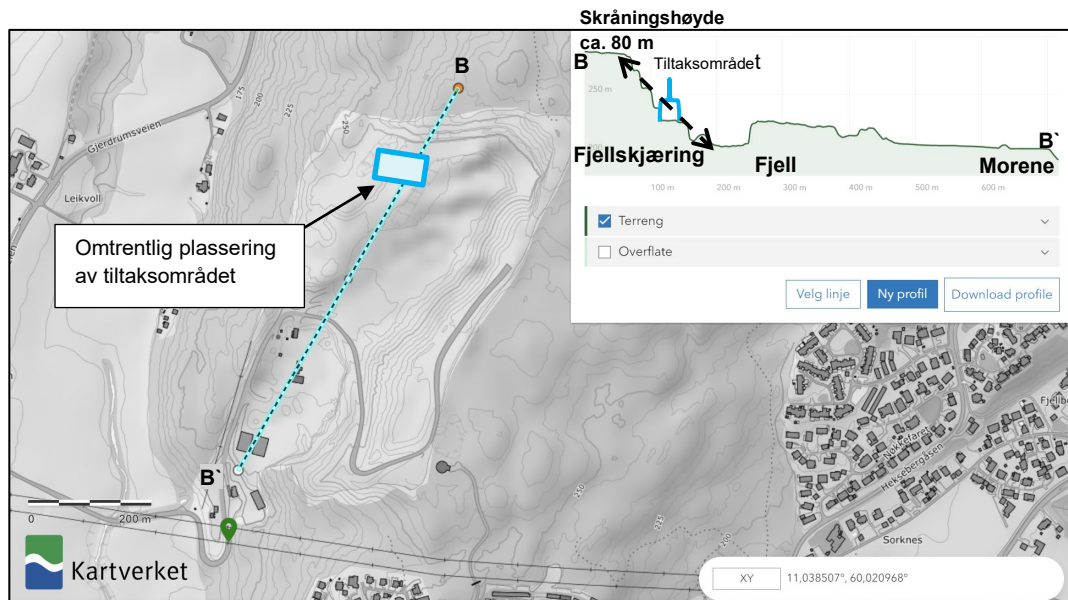 Skråningshøyde
ca. 80 m
B
Tiltaksområdet
250 m
B`
Fjellskjæring
Fjell
Morene
100 m
200 m
300 m
400 m
500 m
600 m
Terreng
Overflate
Velg linje
Ny profil
Download profile
B
175
200
225
250
Gjerdrumsveien
Leikvoll
Omtrentlig plassering
av tiltaksområdet
B`
0
200 m
Kartverket
250
225
Nøkkefaret
Heksebergåsen
Sorknes
XY
11,038507°, 60,020968°